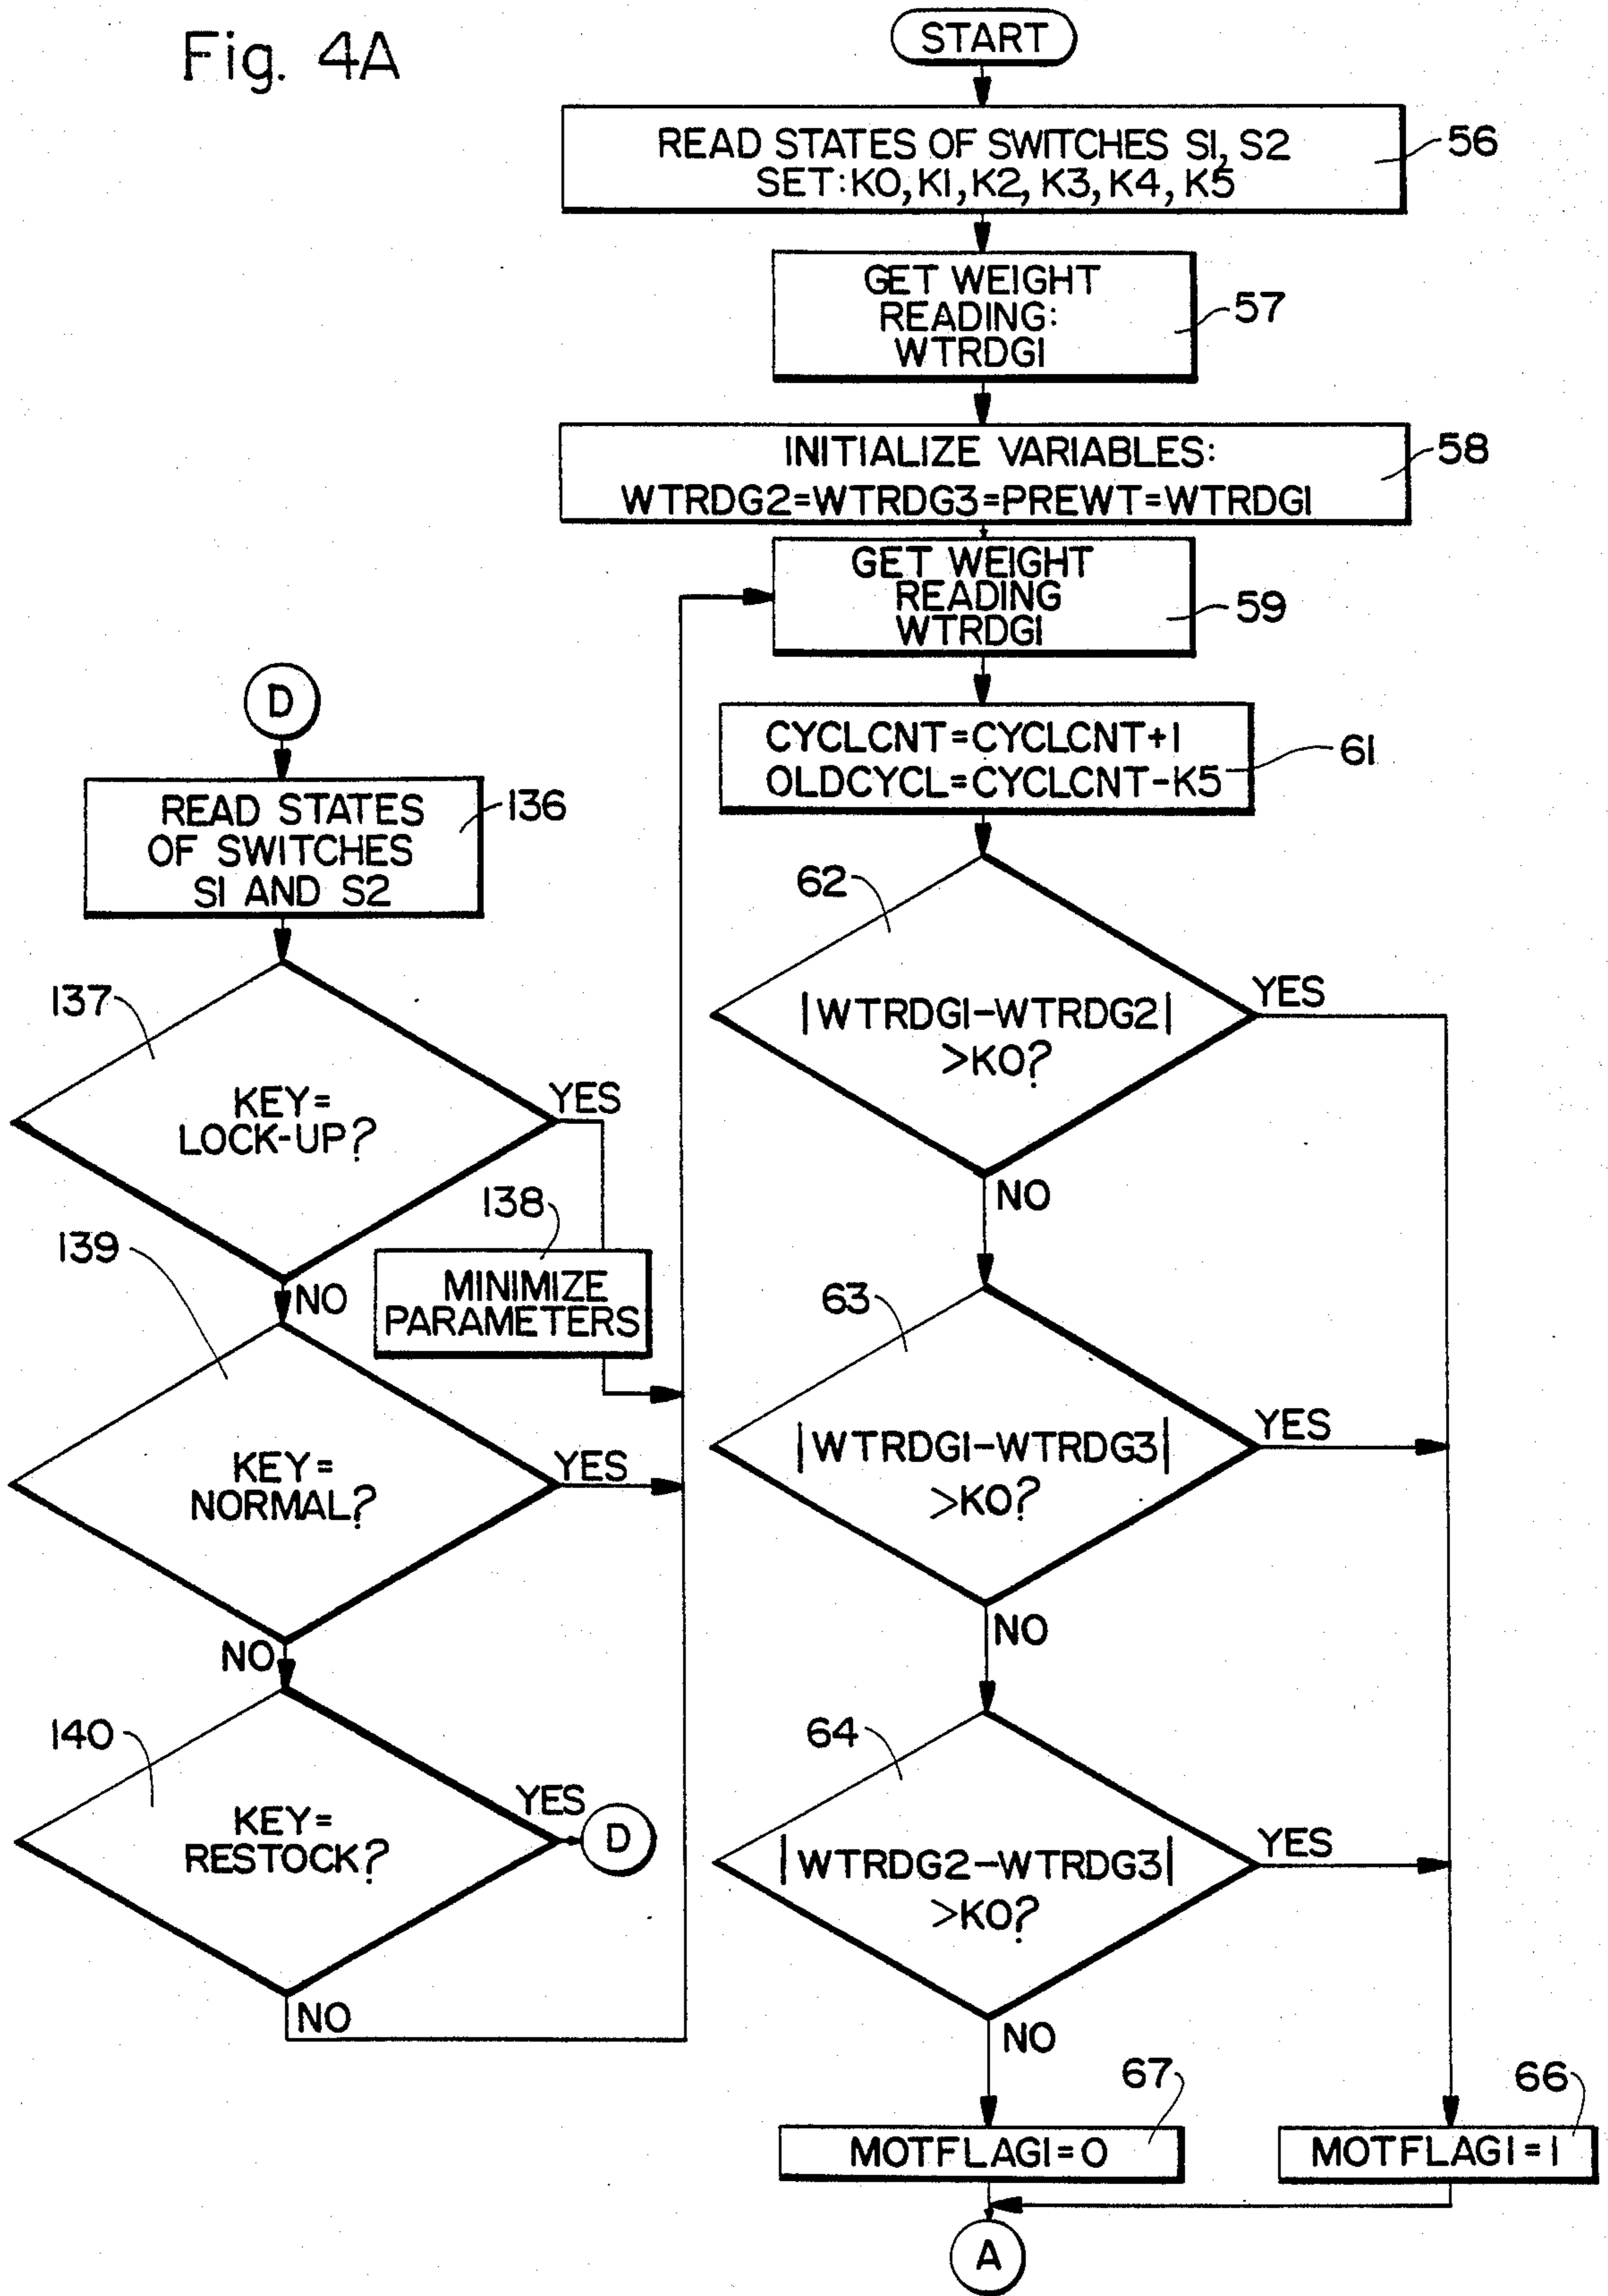 Fig. 4A
START
READ STATES OF SWITCHES S1, S2
SET:K0, K1, K2, K3, K4, K5
56
GET WEIGHT
READING:
WTRDG1
57
INITIALIZE VARIABLES:
WTRDG2=WTRDG3=PREWT=WTRDG1
58
GET WEIGHT
READING
WTRDG1
59
CYCLCNT=CYCLCNT+1
OLDCYCL=CYCLCNT-K5
61
62
|WTRDG1-WTRDG2|
>K0?
YES
NO
63
|WTRDG1-WTRDG3|
>K0?
YES
NO
64
|WTRDG2-WTRDG3|
>K0?
YES
NO
67
MOTFLAG1=0
66
MOTFLAG1=1
A
D
READ STATES
OF SWITCHES
S1 AND S2
136
137
KEY=
LOCK-UP?
YES
NO
138
MINIMIZE
PARAMETERS
139
KEY=
NORMAL?
YES
NO
140
KEY=
RESTOCK?
YES
D
NO